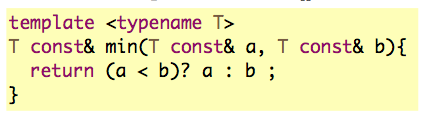 template <typename T>
T const& min(T const& a, T const& b){
  return (a < b)? a : b ;
}